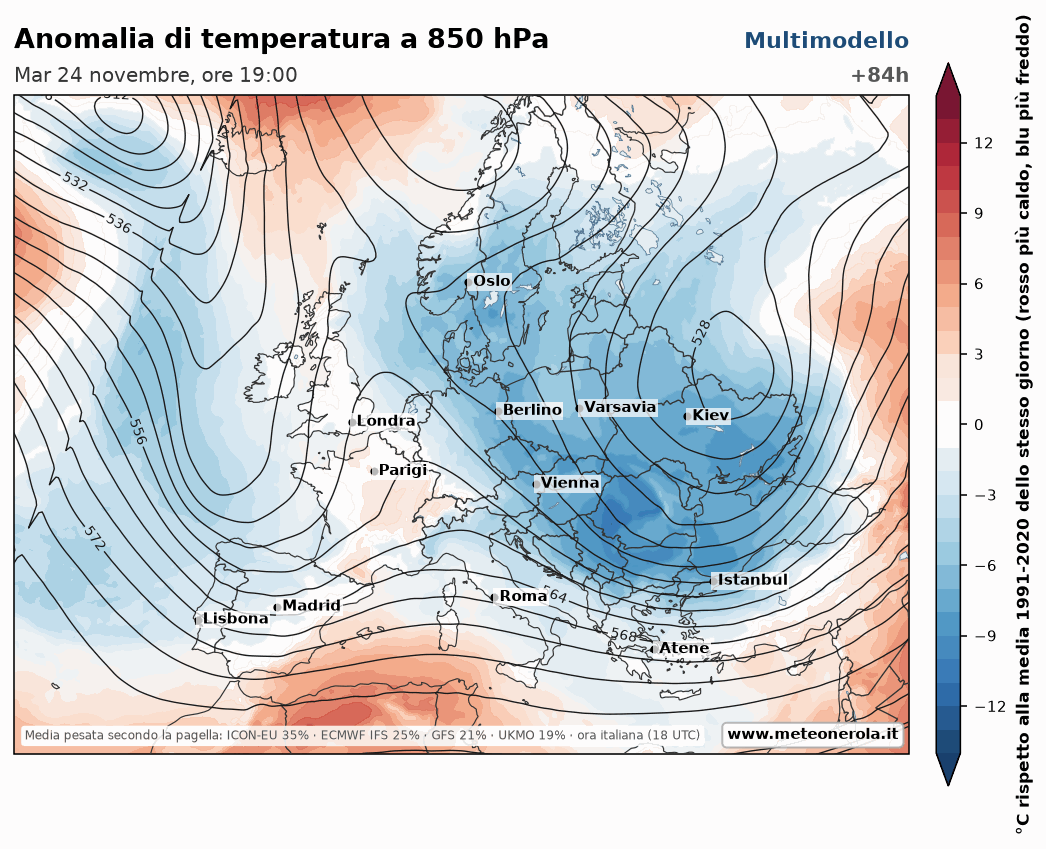 Anomalia di temperatura a 850 hPa
Multimodello
Mar 24 novembre, ore 19:00
+84h
512
532
536
528
556
572
564
568
Oslo
Berlino
Varsavia
Kiev
Londra
Parigi
Vienna
Istanbul
Roma
Madrid
Lisbona
Atene
Media pesata secondo la pagella: ICON-EU 35% · ECMWF IFS 25% · GFS 21% · UKMO 19% · ora italiana (18 UTC)
www.meteonerola.it
12
9
6
3
0
−3
−6
−9
−12
°C rispetto alla media 1991-2020 dello stesso giorno (rosso più caldo, blu più freddo)